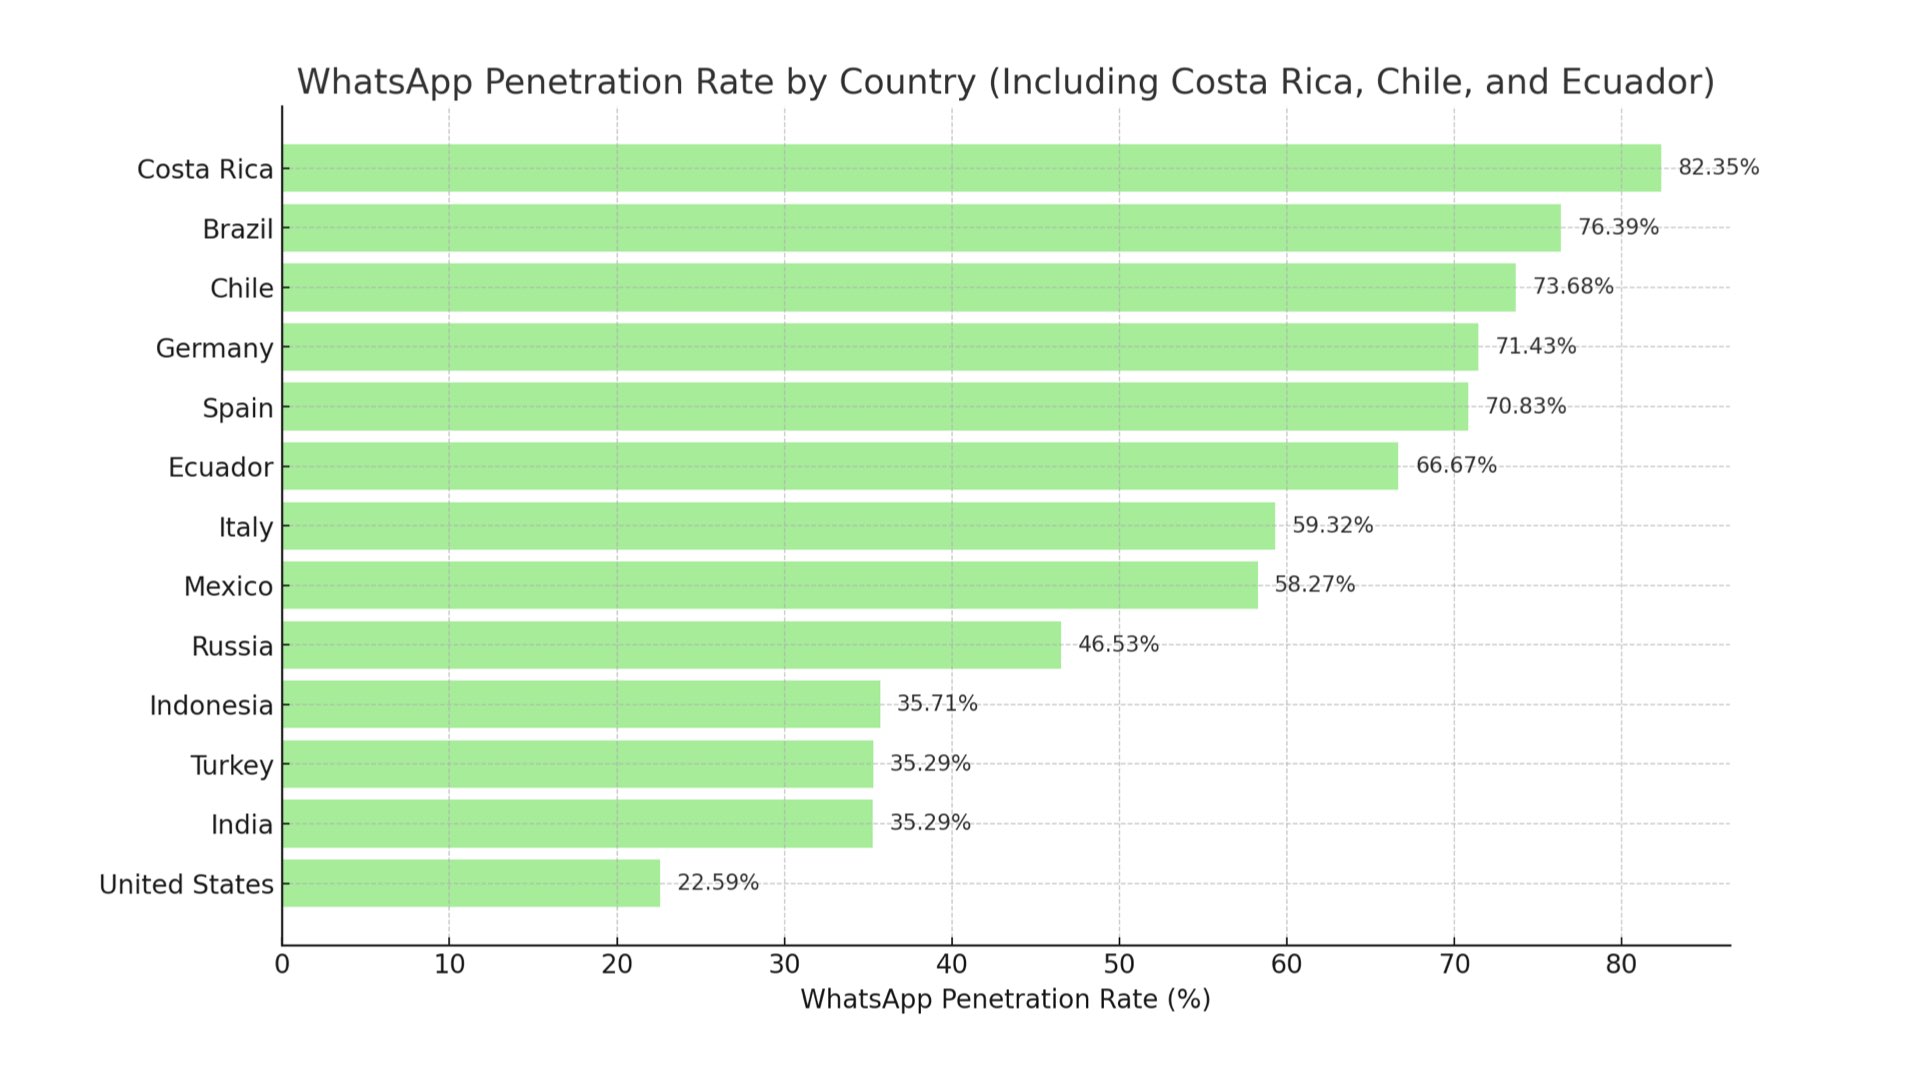 WhatsApp Penetration Rate by Country (Including Costa Rica, Chile, and Ecuador)
Costa Rica 82.35%
Brazil 76.39%
Chile 73.68%
Germany 71.43%
Spain 70.83%
Ecuador 66.67%
Italy 59.32%
Mexico 58.27%
Russia 46.53%
Indonesia 35.71%
Turkey 35.29%
India 35.29%
United States 22.59%
0 10 20 30 40 50 60 70 80
WhatsApp Penetration Rate (%)